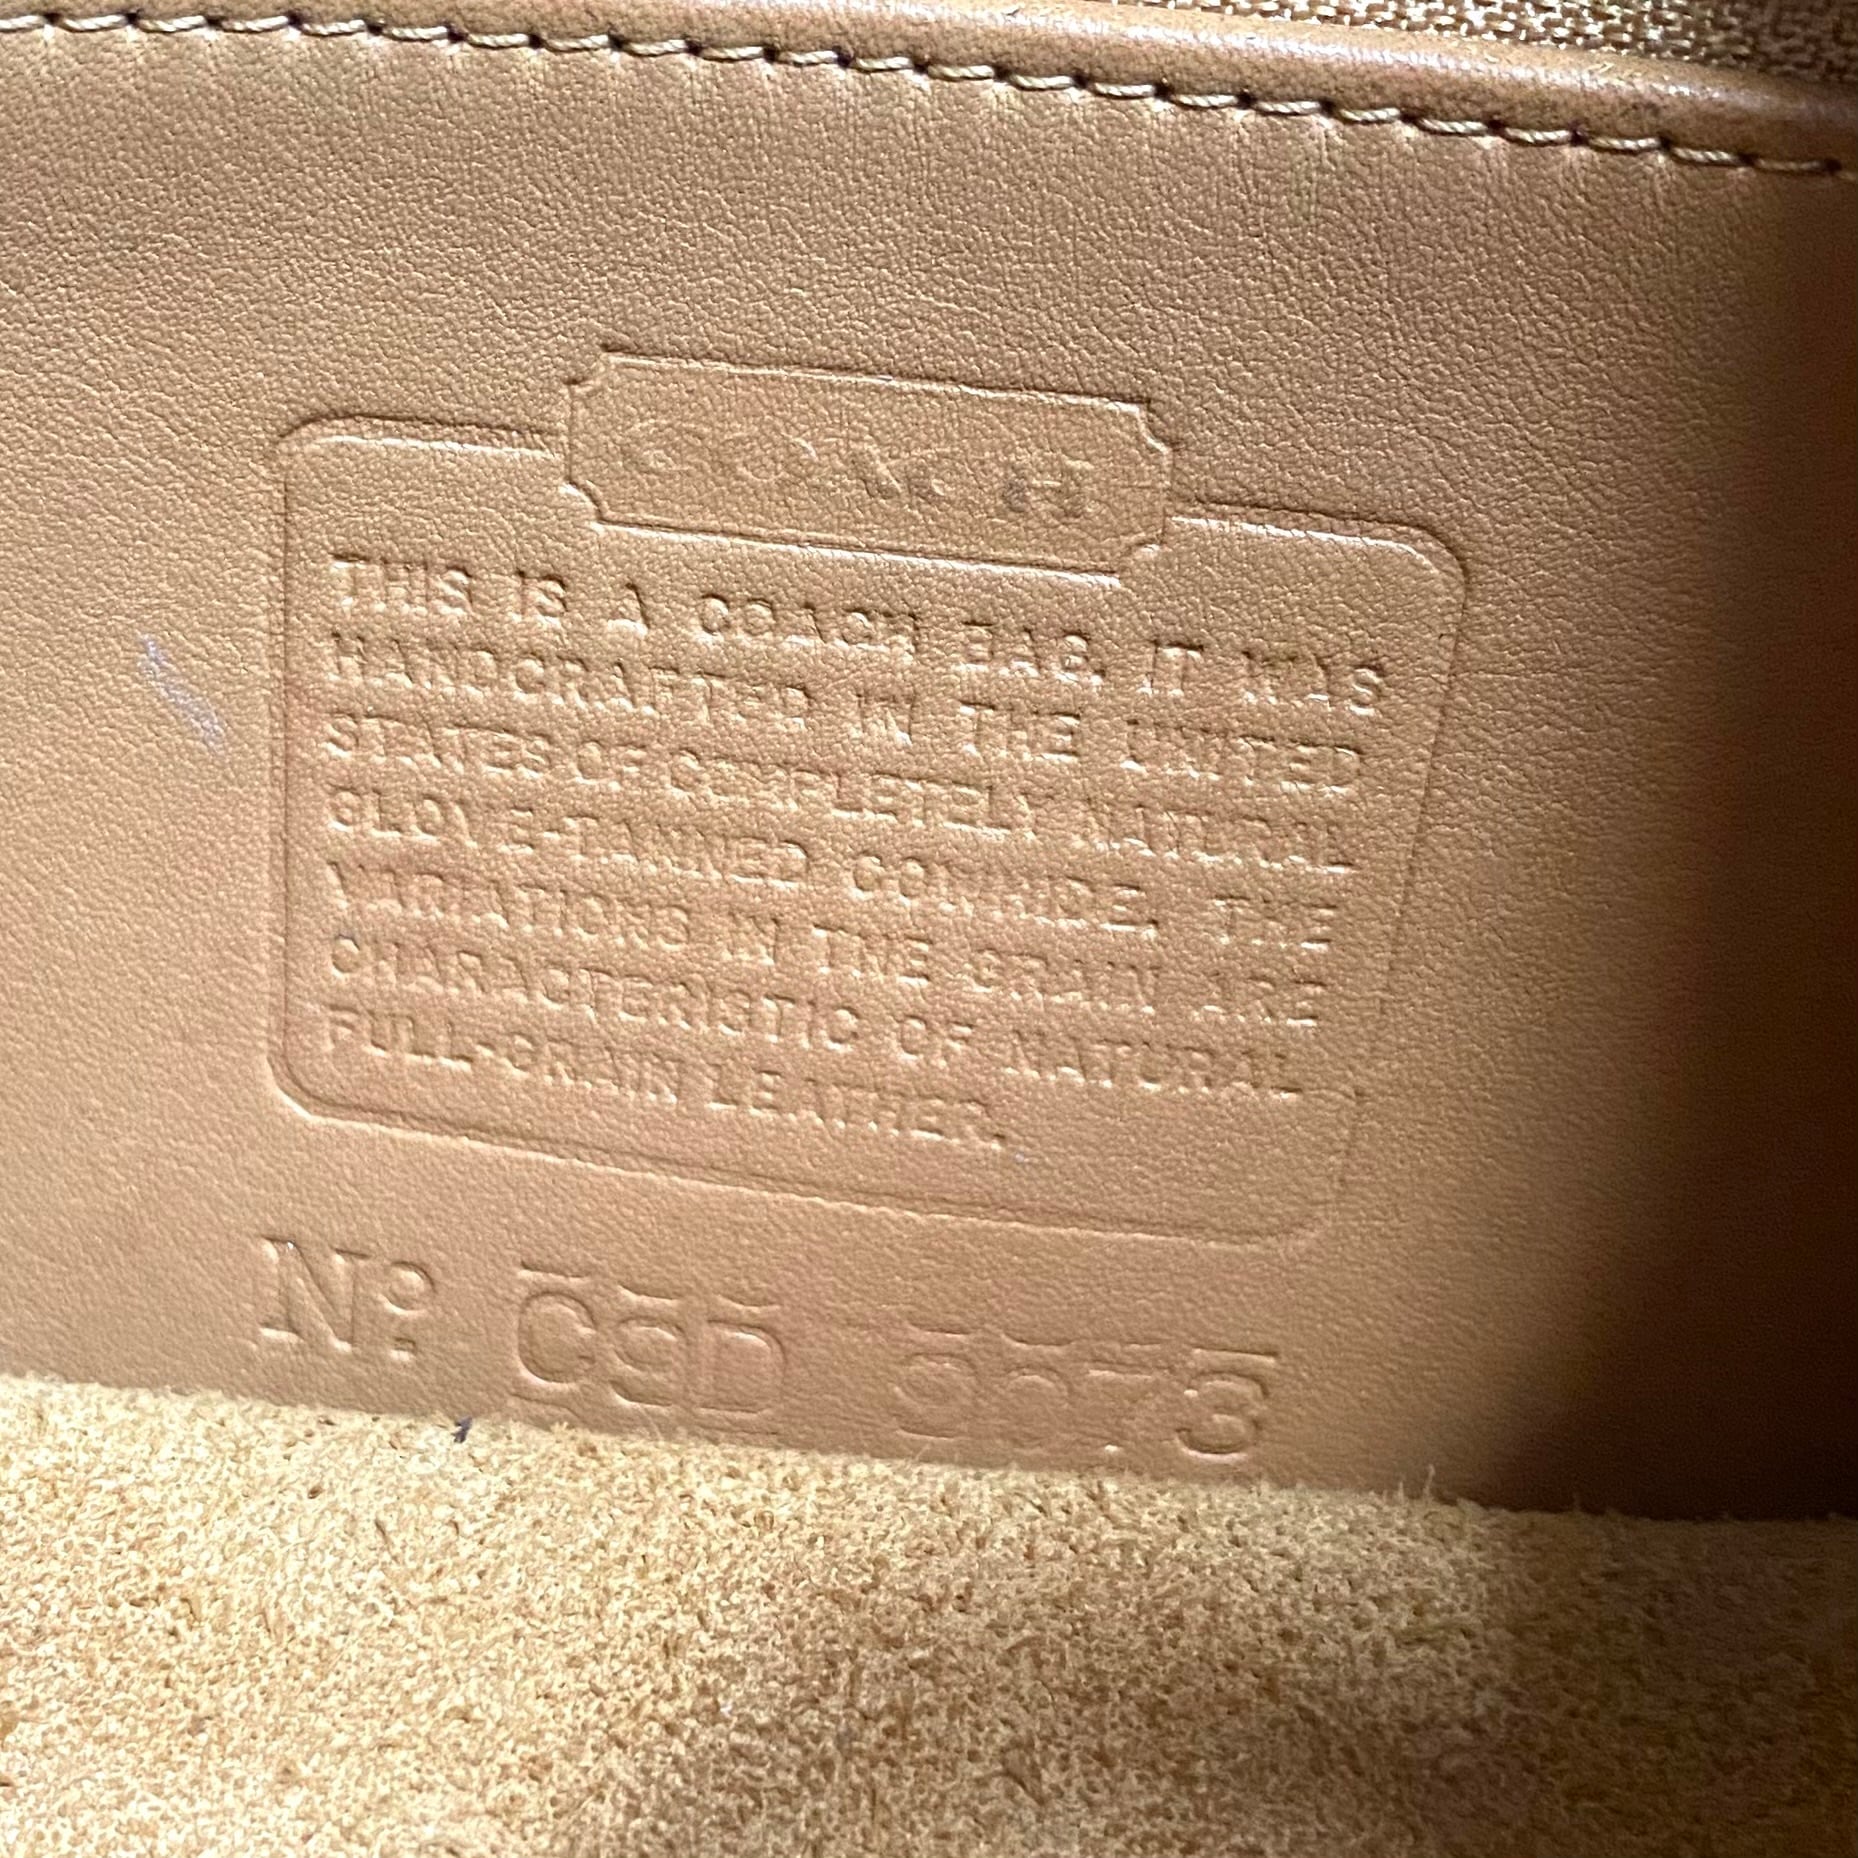 COACH
THIS IS A COACH BAG. IT WAS
HANDCRAFTED IN THE UNITED
STATES OF COMPLETELY NATURAL
GLOVE-TANNED COWHIDE. THE
VARIATIONS IN THE GRAIN ARE
CHARACTERISTIC OF NATURAL
FULL-GRAIN LEATHER.
Nº